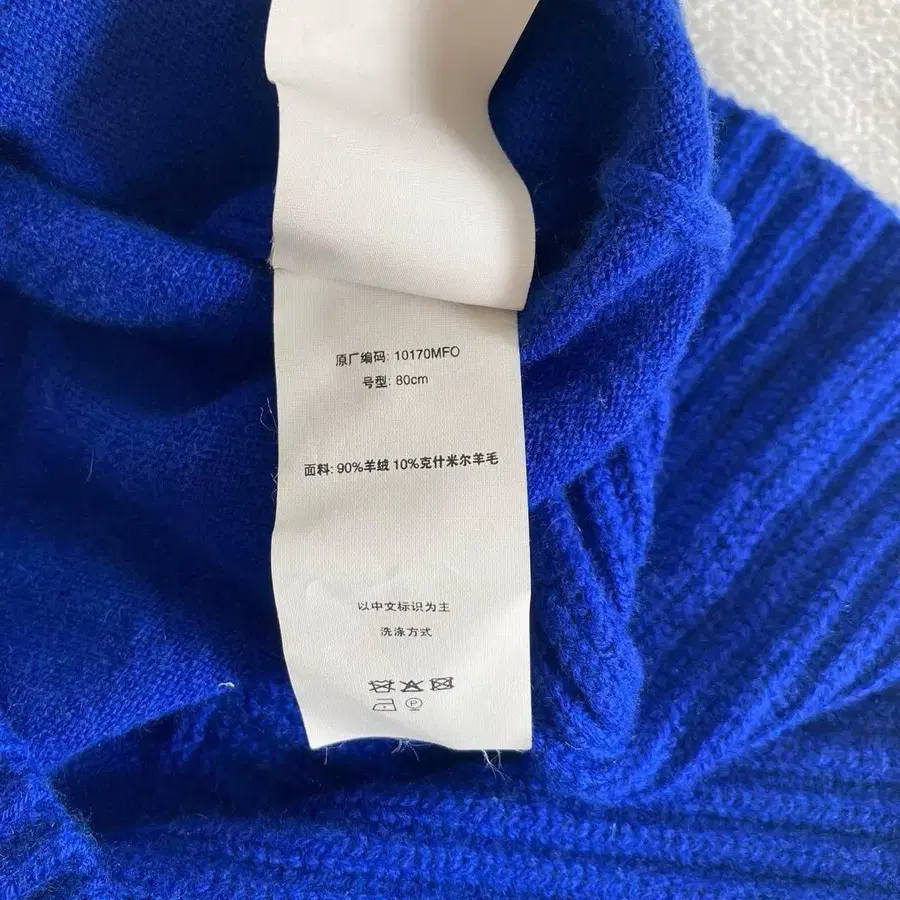 原厂编码: 10170MFO
号型: 80cm
面料: 90%羊绒 10%克什米尔羊毛
以中文标识为主
洗涤方式
P